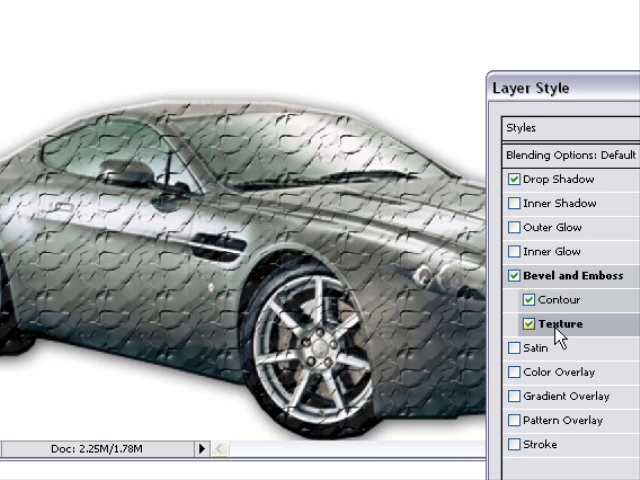 Layer Style
Styles
Blending Options: Default
Drop Shadow
Inner Shadow
Outer Glow
Inner Glow
Bevel and Emboss
Contour
Texture
Satin
Color Overlay
Gradient Overlay
Pattern Overlay
Stroke
Doc: 2.25M/1.78M